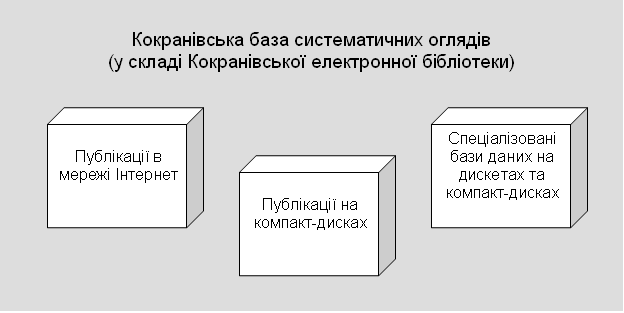 Кокранівська база систематичних оглядів
(у складі Кокранівської електронної бібліотеки)
Публікації в
мережі Інтернет
Публікації на
компакт-дисках
Спеціалізовані
бази даних на
дискетах та
компакт-дисках